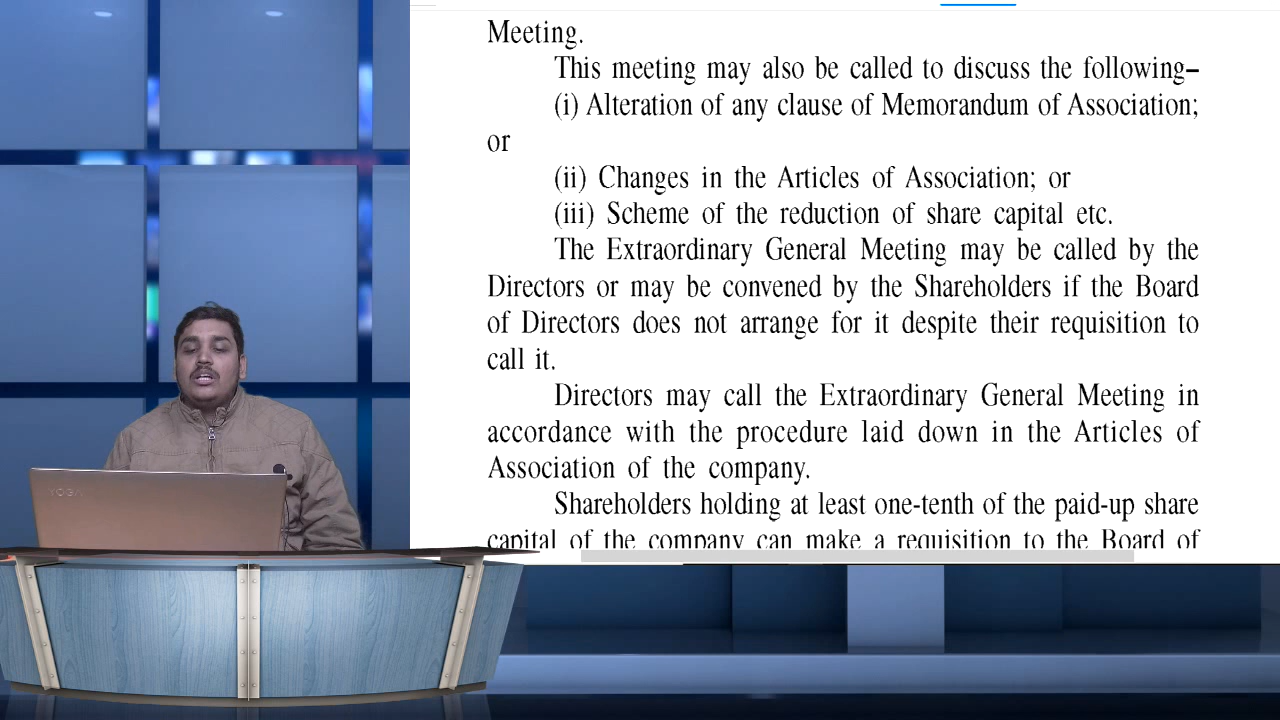 Meeting.
This meeting may also be called to discuss the following–
(i) Alteration of any clause of Memorandum of Association;
or
(ii) Changes in the Articles of Association; or
(iii) Scheme of the reduction of share capital etc.
The Extraordinary General Meeting may be called by the
Directors or may be convened by the Shareholders if the Board
of Directors does not arrange for it despite their requisition to
call it.
Directors may call the Extraordinary General Meeting in
accordance with the procedure laid down in the Articles of
Association of the company.
Shareholders holding at least one-tenth of the paid-up share
capital of the company can make a requisition to the Board of
YOGA